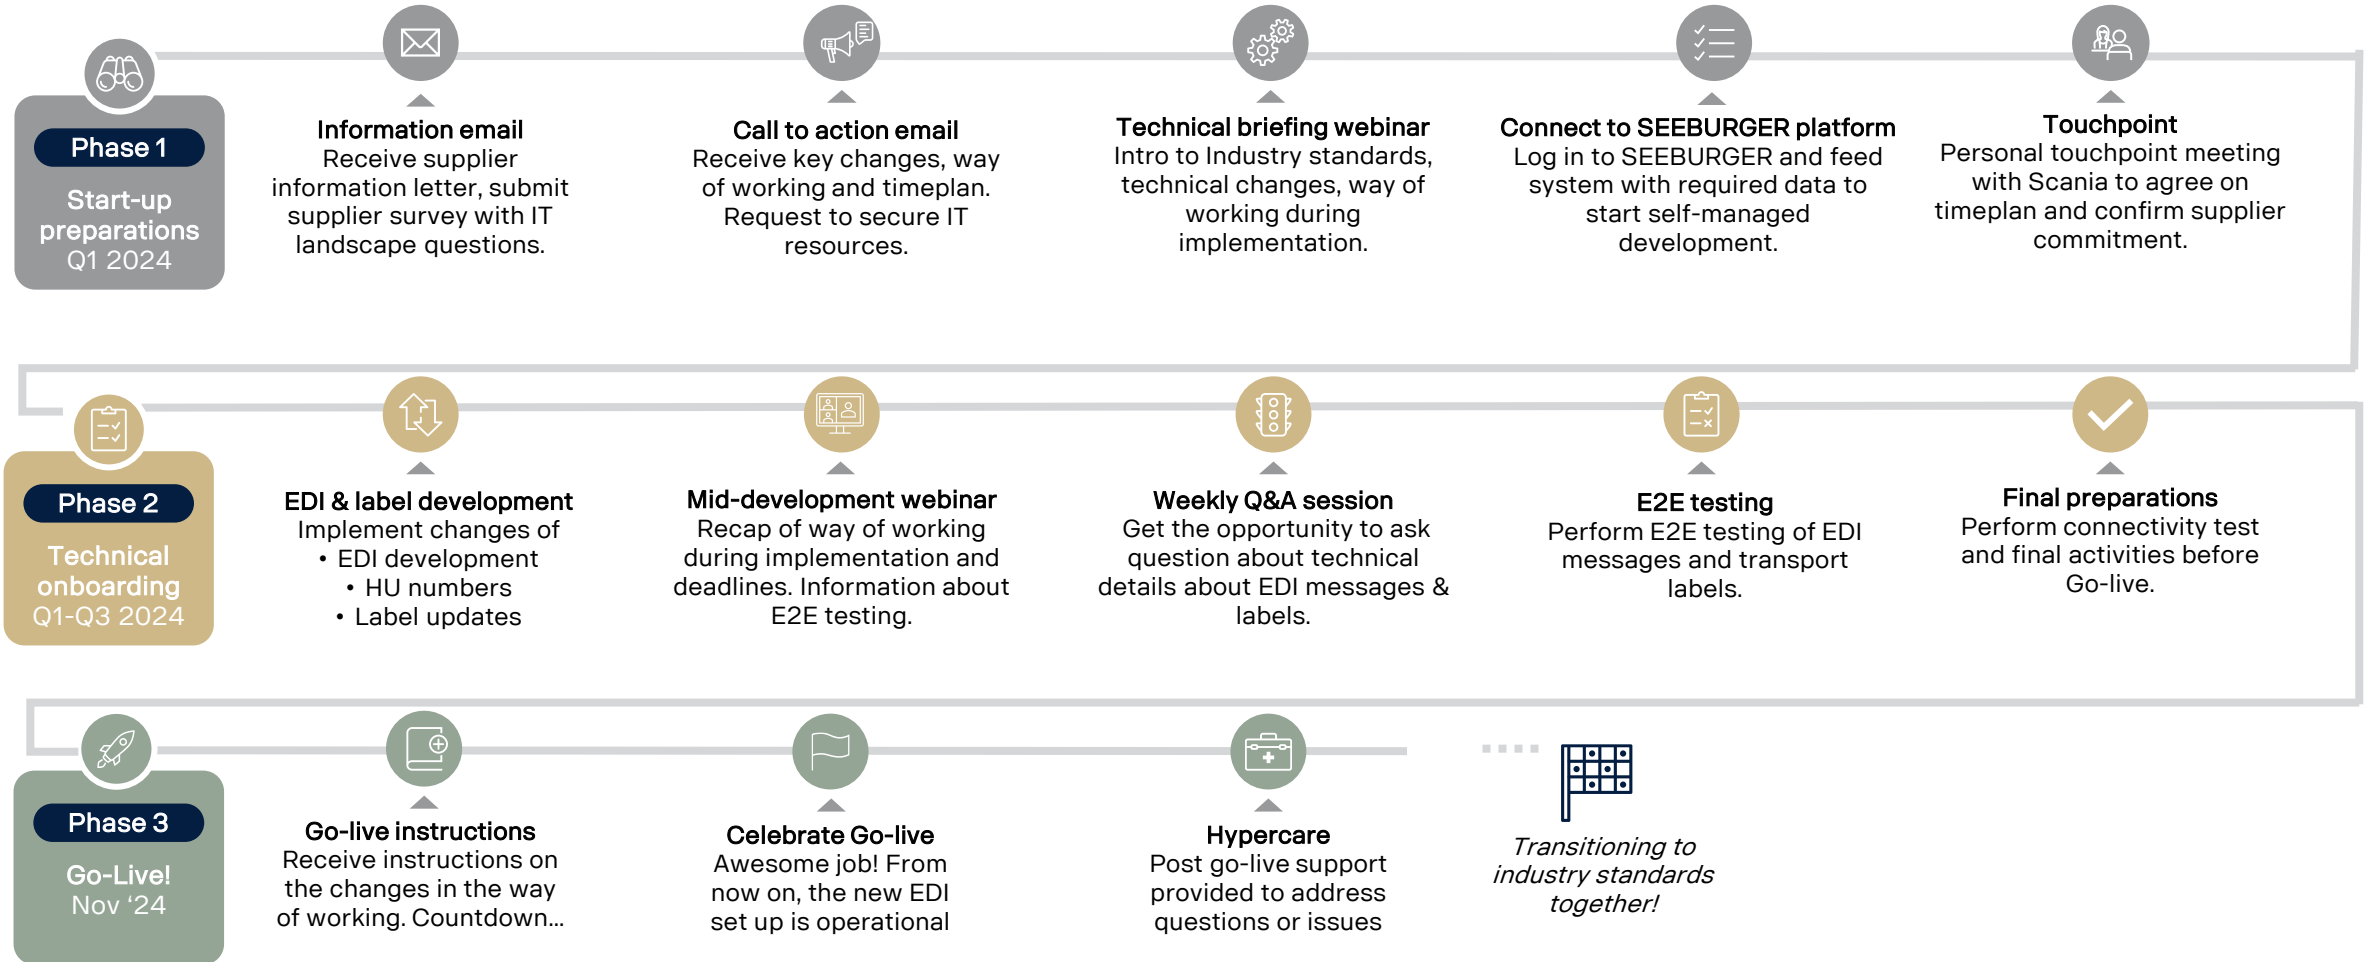 Phase 1
Start-up
preparations
Q1 2024
Information email
Receive supplier
information letter, submit
supplier survey with IT
landscape questions.
Call to action email
Receive key changes, way
of working and timeplan.
Request to secure IT
resources.
Technical briefing webinar
Intro to Industry standards,
technical changes, way of
working during
implementation.
Connect to SEEBURGER platform
Log in to SEEBURGER and feed
system with required data to
start self-managed
development.
Touchpoint
Personal touchpoint meeting
with Scania to agree on
timeplan and confirm supplier
commitment.
Phase 2
Technical
onboarding
Q1-Q3 2024
EDI & label development
Implement changes of
• EDI development
• HU numbers
• Label updates
Mid-development webinar
Recap of way of working
during implementation and
deadlines. Information about
E2E testing.
Weekly Q&A session
Get the opportunity to ask
question about technical
details about EDI messages &
labels.
E2E testing
Perform E2E testing of EDI
messages and transport
labels.
Final preparations
Perform connectivity test
and final activities before
Go-live.
Phase 3
Go-Live!
Nov ‘24
Go-live instructions
Receive instructions on
the changes in the way
of working. Countdown...
Celebrate Go-live
Awesome job! From
now on, the new EDI
set up is operational
Hypercare
Post go-live support
provided to address
questions or issues
Transitioning to
industry standards
together!